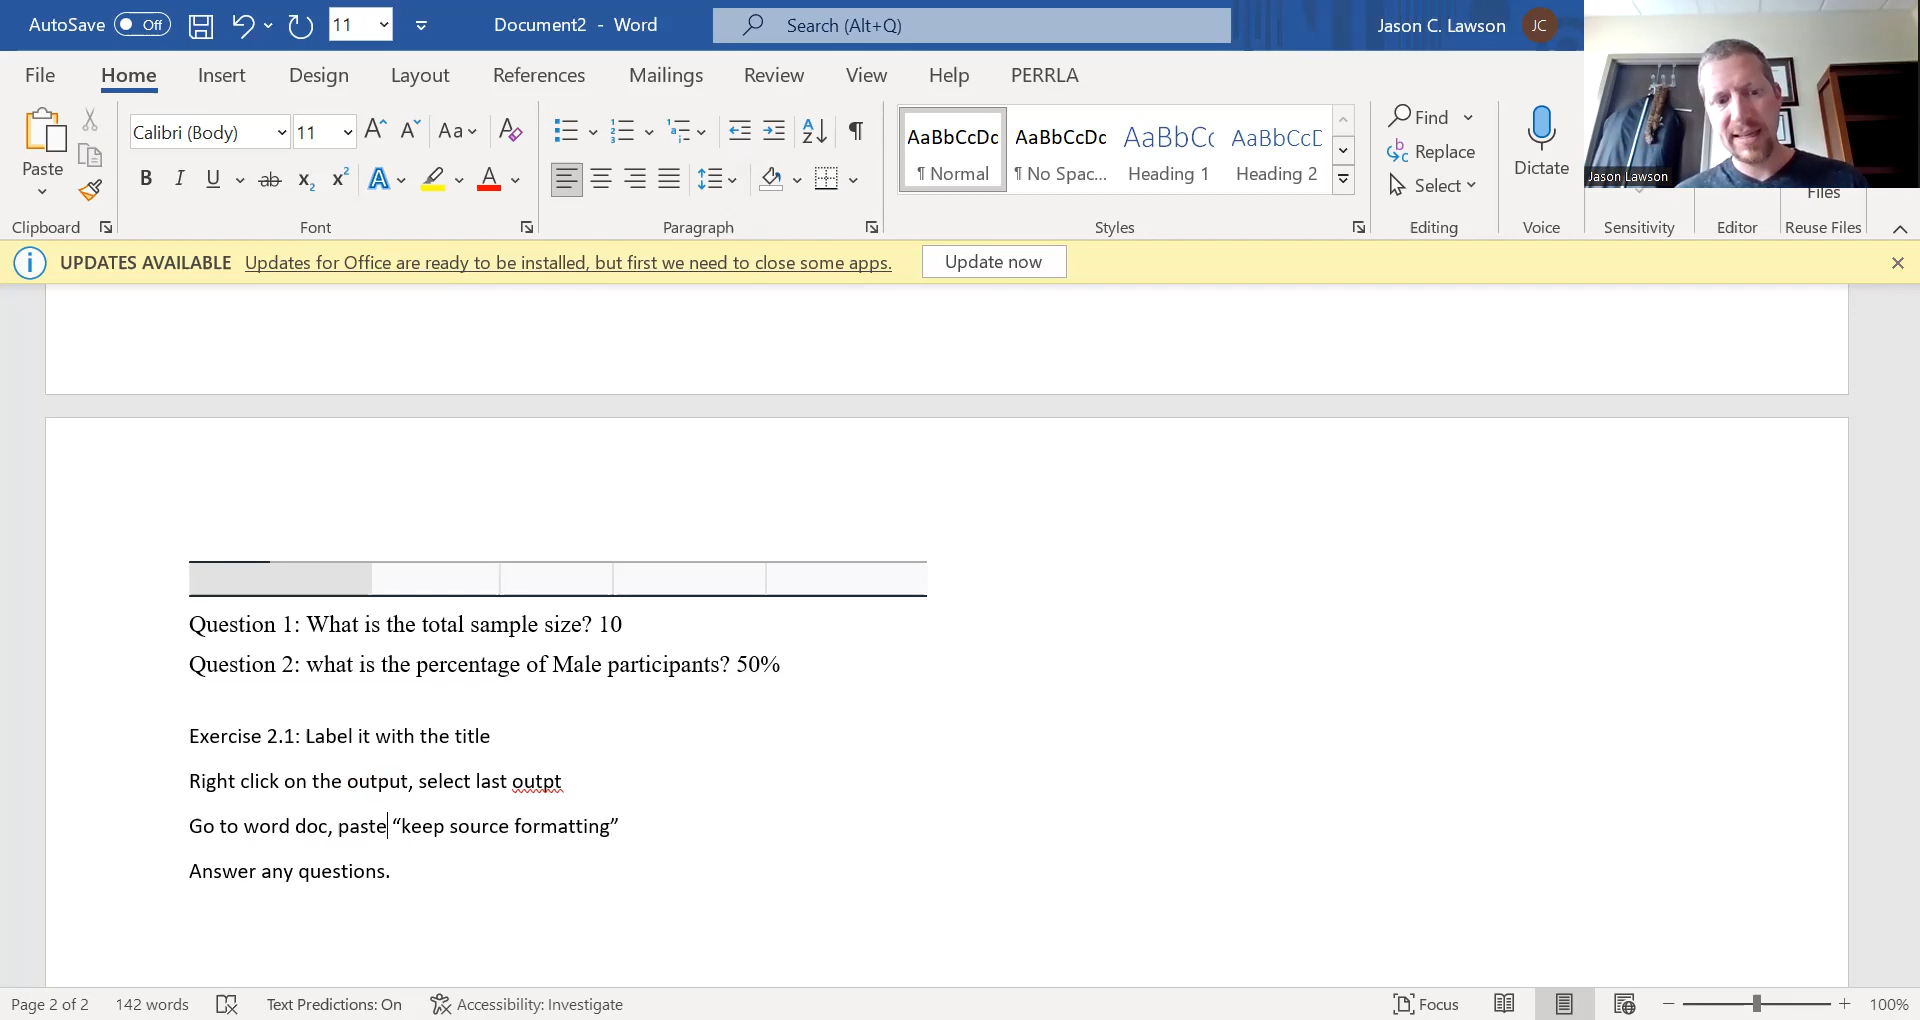 AutoSave Off 11 Document2 - Word Search (Alt+Q) Jason C. Lawson JC
File Home Insert Design Layout References Mailings Review View Help PERRLA
Paste Calibri (Body) 11 Aa AaBbCcDc AaBbCcDc AaBbCc AaBbCcD Find
Replace
Select
¶ Normal ¶ No Spac... Heading 1 Heading 2 Dictate
Jason Lawson
Files
Clipboard Font Paragraph Styles Editing Voice Sensitivity Editor Reuse Files
UPDATES AVAILABLE Updates for Office are ready to be installed, but first we need to close some apps. Update now
Question 1: What is the total sample size? 10
Question 2: what is the percentage of Male participants? 50%
Exercise 2.1: Label it with the title
Right click on the output, select last outpt
Go to word doc, paste “keep source formatting”
Answer any questions.
Page 2 of 2 142 words Text Predictions: On Accessibility: Investigate Focus 100%